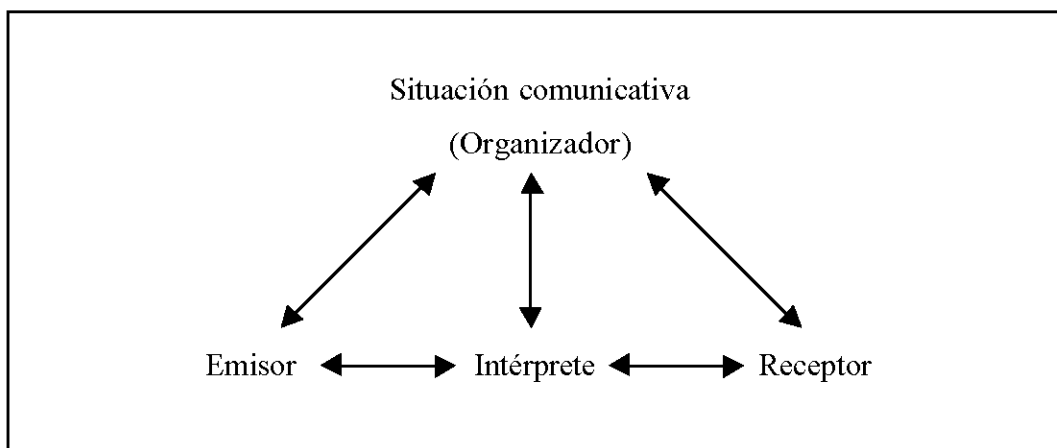 Situación comunicativa
(Organizador)
Emisor Intérprete Receptor